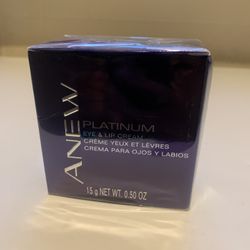 ANEW
PLATINUM
EYE & LIP CREAM
CRÈME YEUX ET LÈVRES
CREMA PARA OJOS Y LABIOS
15 g NET WT. 0.50 OZ